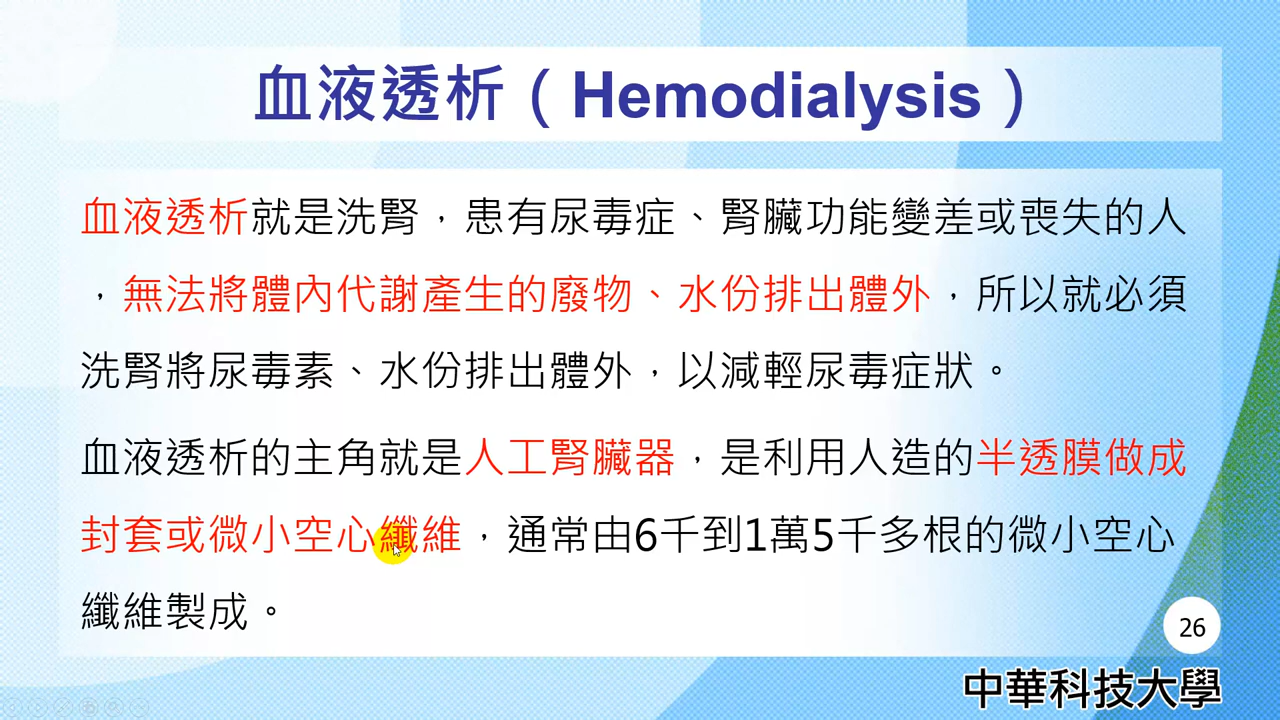 血液透析（Hemodialysis）
血液透析就是洗腎，患有尿毒症、腎臟功能變差或喪失的人
，無法將體內代謝產生的廢物、水份排出體外，所以就必須
洗腎將尿毒素、水份排出體外，以減輕尿毒症狀。
血液透析的主角就是人工腎臟器，是利用人造的半透膜做成
封套或微小空心纖維，通常由6千到1萬5千多根的微小空心
纖維製成。
26
中華科技大學